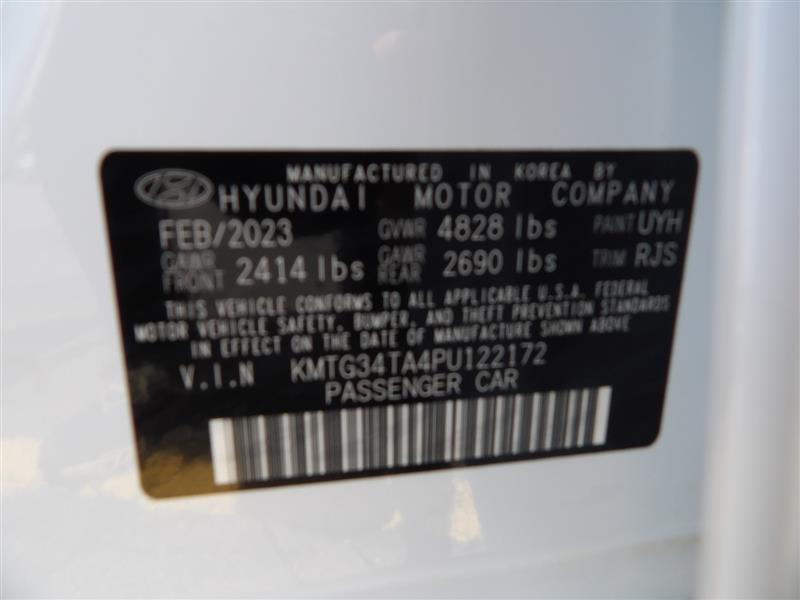 MANUFACTURED IN KOREA BY
HYUNDAI MOTOR COMPANY
FEB/2023 GVWR 4828 lbs PAINT UYH
GAWR FRONT 2414 lbs GAWR REAR 2690 lbs TRIM RJS
THIS VEHICLE CONFORMS TO ALL APPLICABLE U.S.A. FEDERAL
MOTOR VEHICLE SAFETY, BUMPER, AND THEFT PREVENTION STANDARDS
IN EFFECT ON THE DATE OF MANUFACTURE SHOWN ABOVE.
V.I.N KMTG34TA4PU122172
PASSENGER CAR